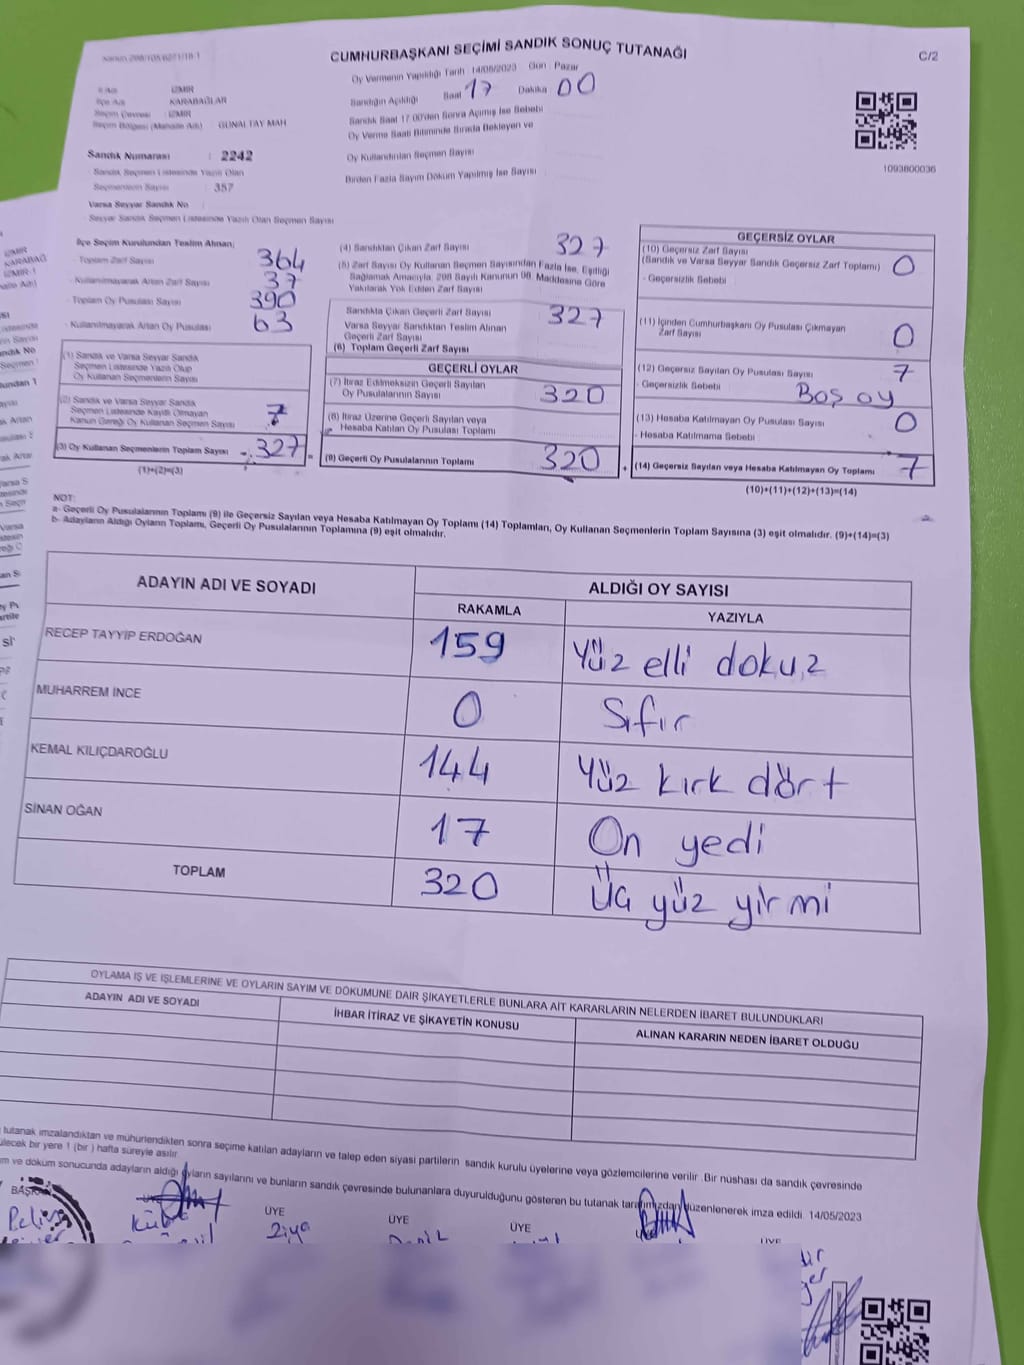 CUMHURBAŞKANI SEÇİMİ SANDIK SONUÇ TUTANAĞI
C/2
Oy Vermenin Yapıldığı Tarih : 14/05/2023 Gün : Pazar
Sandığın Açıldığı Saat 17 Dakika 00
Sandık Saat 17.00'den Sonra Açımış İse Sebebi
Oy Verme Saati Bitiminde Sırada Bekleyen ve
Oy Kullandırılan Seçmen Sayısı
Birden Fazla Sayım Döküm Yapılmış İse Sayısı
1093800036
İl Adı : İZMİR
İlçe Adı : KARABAĞLAR
Seçim Çevresi : İZMİR
Seçim Bölgesi (Mahalle Adı) : GÜNALTAY MAH
Sandık Numarası : 2242
Sandık Seçmen Listesinde Yazılı Olan
Seçmenlerin Sayısı : 357
Varsa Seyyar Sandık No
Seyyar Sandık Seçmen Listesinde Yazılı Olan Seçmen Sayısı
İlçe Seçim Kurulundan Teslim Alınan;
Toplam Zarf Sayısı 364
Kullanılmayarak Artan Zarf Sayısı 37
Toplam Oy Pusulası Sayısı 390
Kullanılmayarak Artan Oy Pusulası 63
(1) Sandık ve Varsa Seyyar Sandık
Seçmen Listesinde Yazılı Olup
Oy Kullanan Seçmenlerin Sayısı
(2) Sandık ve Varsa Seyyar Sandık
Seçmen Listesinde Kayıtlı Olmayan
Kanun Gereği Oy Kullanan Seçmen Sayısı 7
(3) Oy Kullanan Seçmenlerin Toplam Sayısı 327
(1)+(2)=(3)
(4) Sandıktan Çıkan Zarf Sayısı 327
(5) Zarf Sayısı Oy Kullanan Seçmen Sayısından Fazla İse, Eşitliği
Sağlamak Amacıyla, 298 Sayılı Kanunun 98. Maddesine Göre
Yakılarak Yok Edilen Zarf Sayısı
Sandıkta Çıkan Geçerli Zarf Sayısı 327
Varsa Seyyar Sandıktan Teslim Alınan
Geçerli Zarf Sayısı
(6) Toplam Geçerli Zarf Sayısı
GEÇERLİ OYLAR
(7) İtiraz Edilmeksizin Geçerli Sayılan
Oy Pusulalarının Sayısı 320
(8) İtiraz Üzerine Geçerli Sayılan veya
Hesaba Katılan Oy Pusulası Toplamı
(9) Geçerli Oy Pusulalarının Toplamı 320
GEÇERSİZ OYLAR
(10) Geçersiz Zarf Sayısı
(Sandık ve Varsa Seyyar Sandık Geçersiz Zarf Toplamı) 0
- Geçersizlik Sebebi
(11) İçinden Cumhurbaşkanı Oy Pusulası Çıkmayan
Zarf Sayısı 0
(12) Geçersiz Sayılan Oy Pusulası Sayısı 7
- Geçersizlik Sebebi Boş oy
(13) Hesaba Katılmayan Oy Pusulası Sayısı 0
- Hesaba Katılmama Sebebi
(14) Geçersiz Sayılan veya Hesaba Katılmayan Oy Toplamı 7
(10)+(11)+(12)+(13)=(14)
NOT:
a- Geçerli Oy Pusulalarının Toplamı (9) ile Geçersiz Sayılan veya Hesaba Katılmayan Oy Toplamı (14) Toplamları, Oy Kullanan Seçmenlerin Toplam Sayısına (3) eşit olmalıdır. (9)+(14)=(3)
b- Adayların Aldığı Oyların Toplamı, Geçerli Oy Pusulalarının Toplamına (9) eşit olmalıdır.
ADAYIN ADI VE SOYADI ALDIĞI OY SAYISI
RAKAMLA YAZIYLA
RECEP TAYYİP ERDOĞAN 159 Yüz elli dokuz
MUHARREM İNCE 0 Sıfır
KEMAL KILIÇDAROĞLU 144 Yüz kırk dört
SİNAN OĞAN 17 On yedi
TOPLAM 320 Üç yüz yirmi
OYLAMA İŞ VE İŞLEMLERİNE VE OYLARIN SAYIM VE DÖKÜMÜNE DAİR ŞİKAYETLERLE BUNLARA AİT KARARLARIN NELERDEN İBARET BULUNDUKLARI
ADAYIN ADI VE SOYADI İHBAR İTİRAZ VE ŞİKAYETİN KONUSU ALINAN KARARIN NEDEN İBARET OLDUĞU
tutanak imzalandıktan ve mühürlendikten sonra seçime katılan adayların ve talep eden siyasi partilerin sandık kurulu üyelerine veya gözlemcilerine verilir. Bir nüshası da sandık çevresinde
bir yere 1 (bir) hafta süreyle asılır.
ve döküm sonucunda adayların aldığı oyların sayılarını ve bunların sandık çevresinde bulunanlara duyurulduğunu gösteren bu tutanak tarafımızdan düzenlenerek imza edildi. 14/05/2023
ÜYE ÜYE ÜYE
Ziya